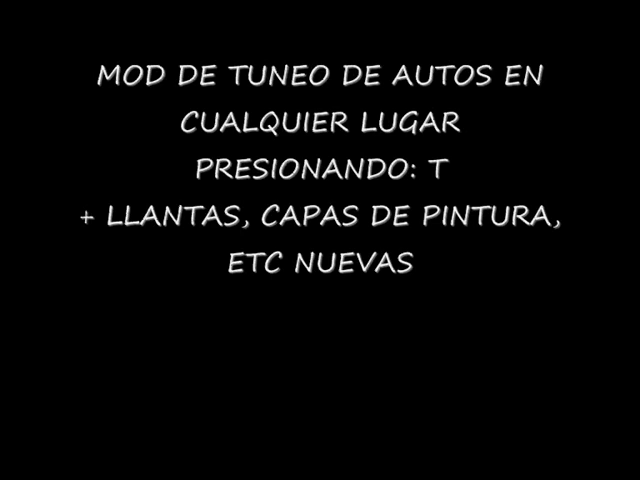 MOD DE TUNEO DE AUTOS EN
CUALQUIER LUGAR
PRESIONANDO: T
+ LLANTAS, CAPAS DE PINTURA,
ETC NUEVAS